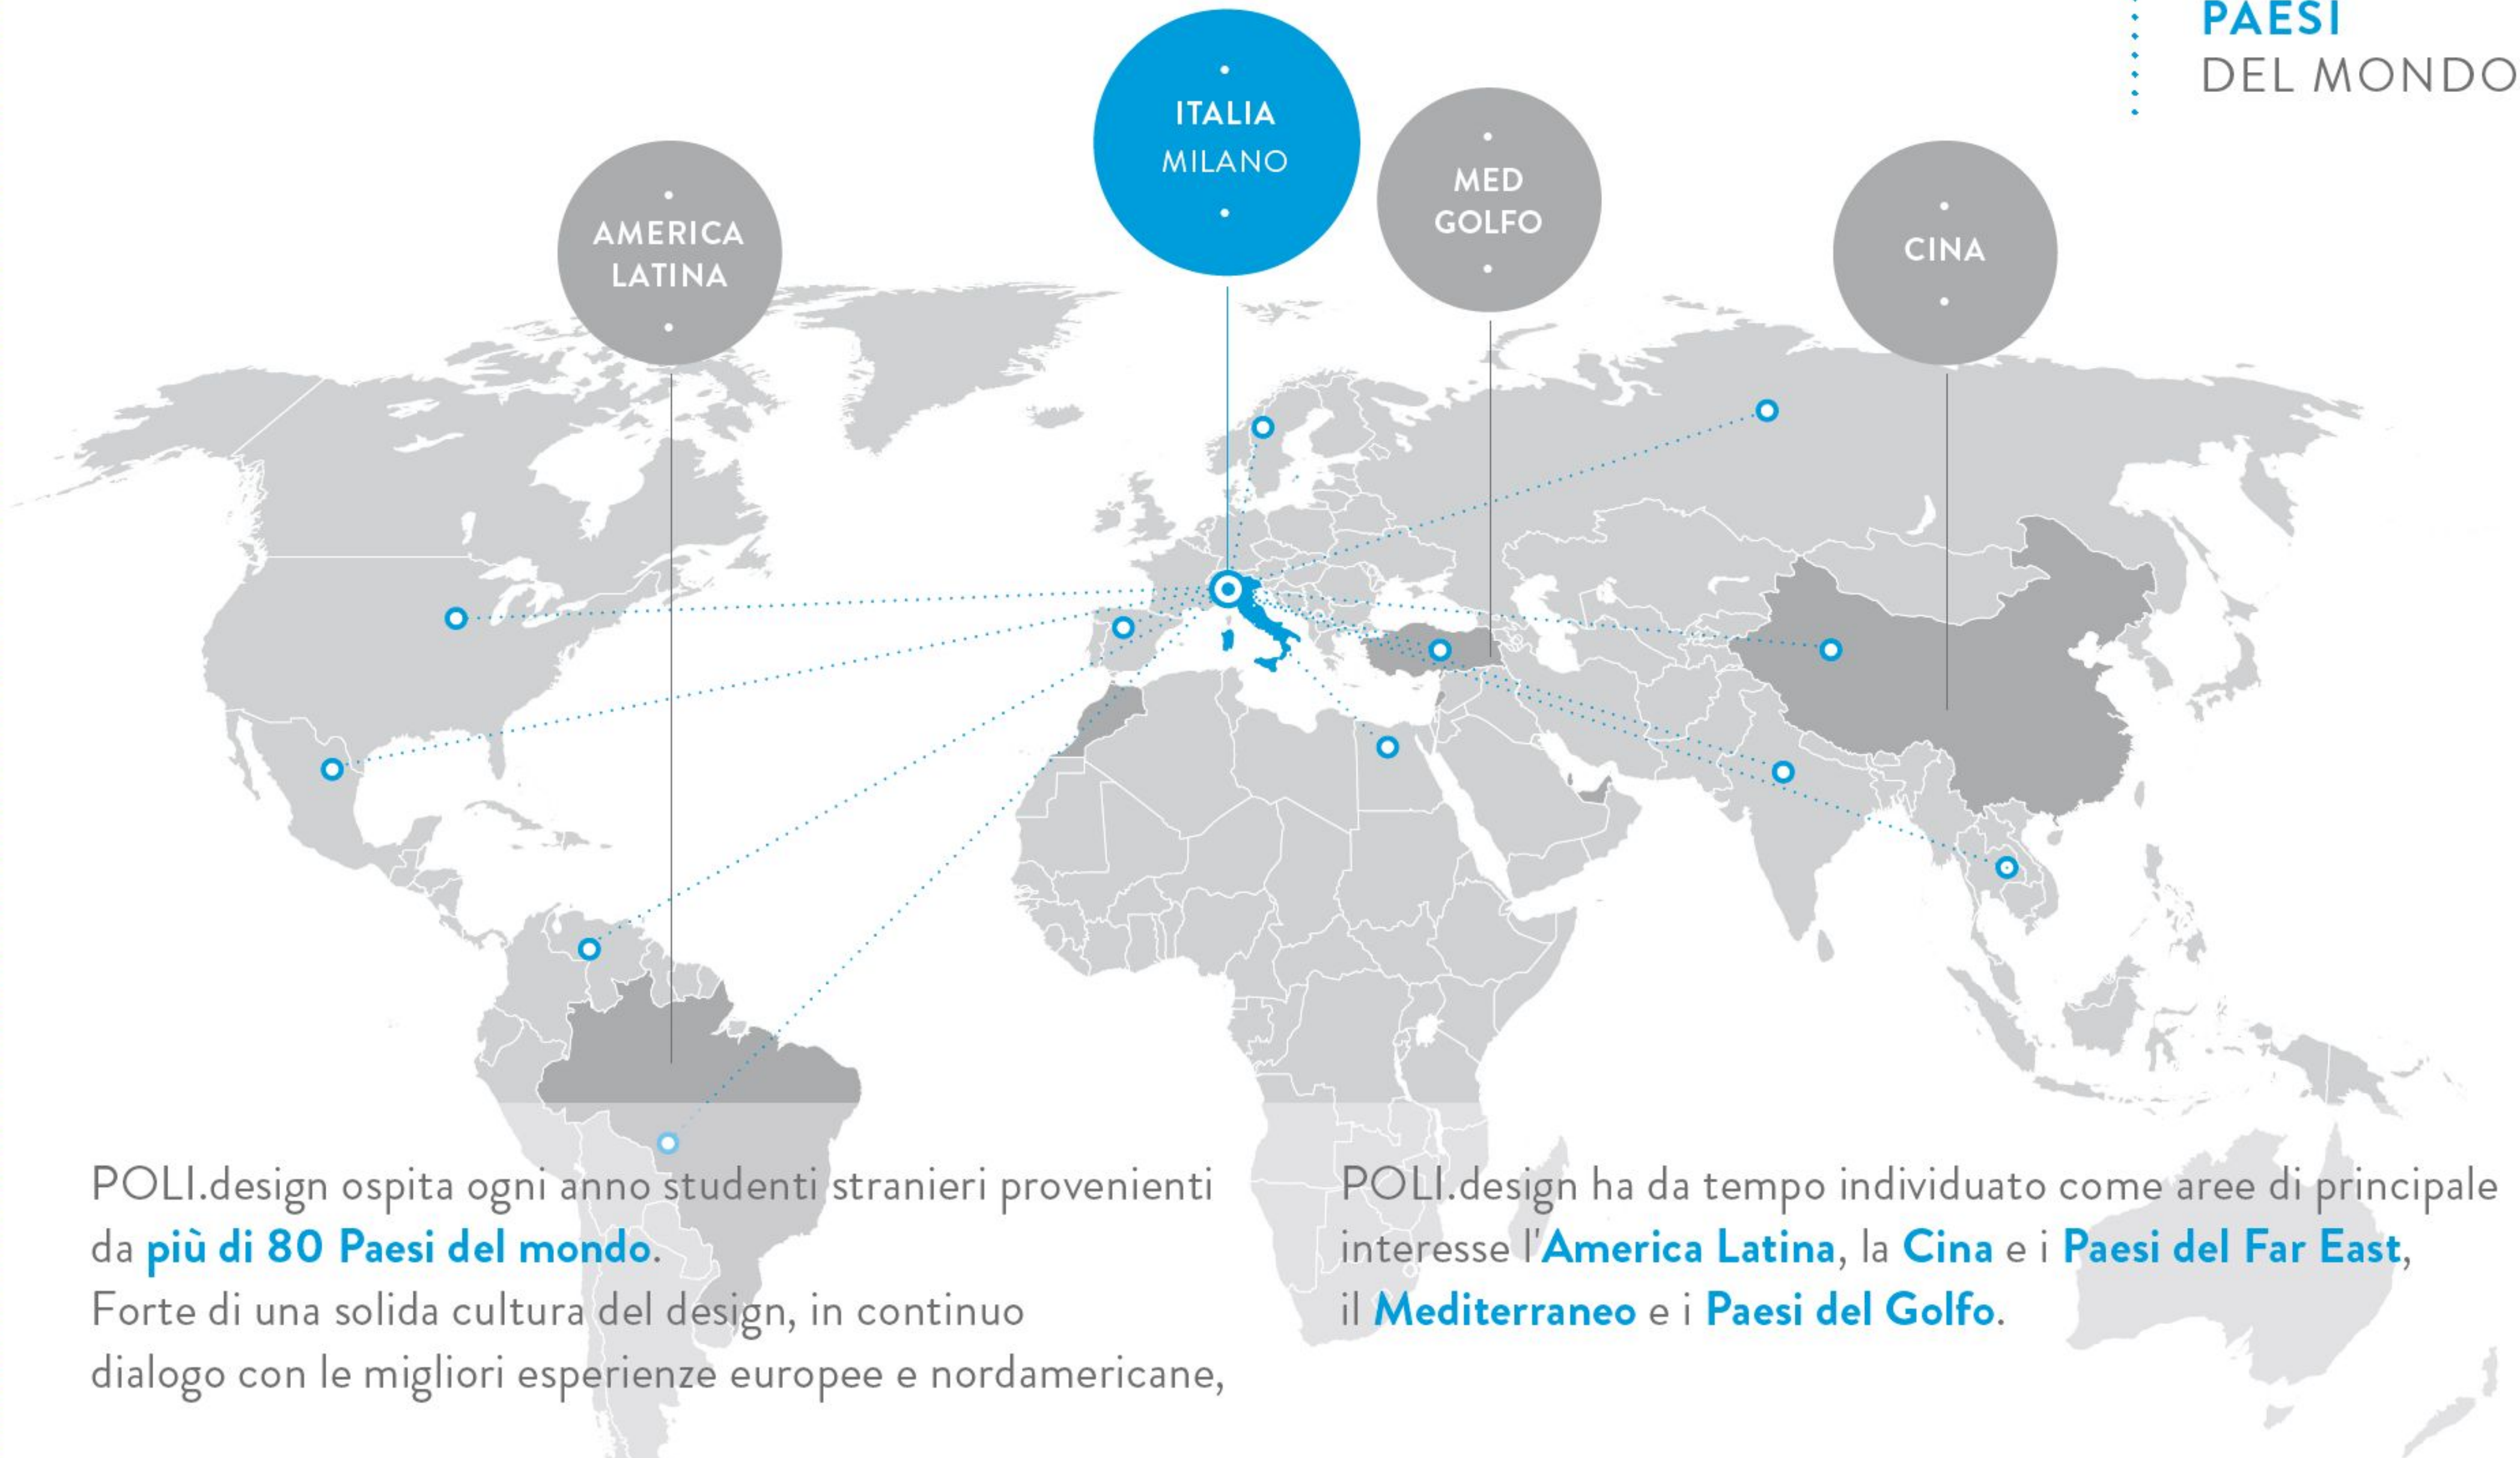 PAESI
DEL MONDO
ITALIA
MILANO
MED
GOLFO
AMERICA
LATINA
CINA
POLI.design ospita ogni anno studenti stranieri provenienti
da più di 80 Paesi del mondo.
Forte di una solida cultura del design, in continuo
dialogo con le migliori esperienze europee e nordamericane,
POLI.design ha da tempo individuato come aree di principale
interesse l'America Latina, la Cina e i Paesi del Far East,
il Mediterraneo e i Paesi del Golfo.